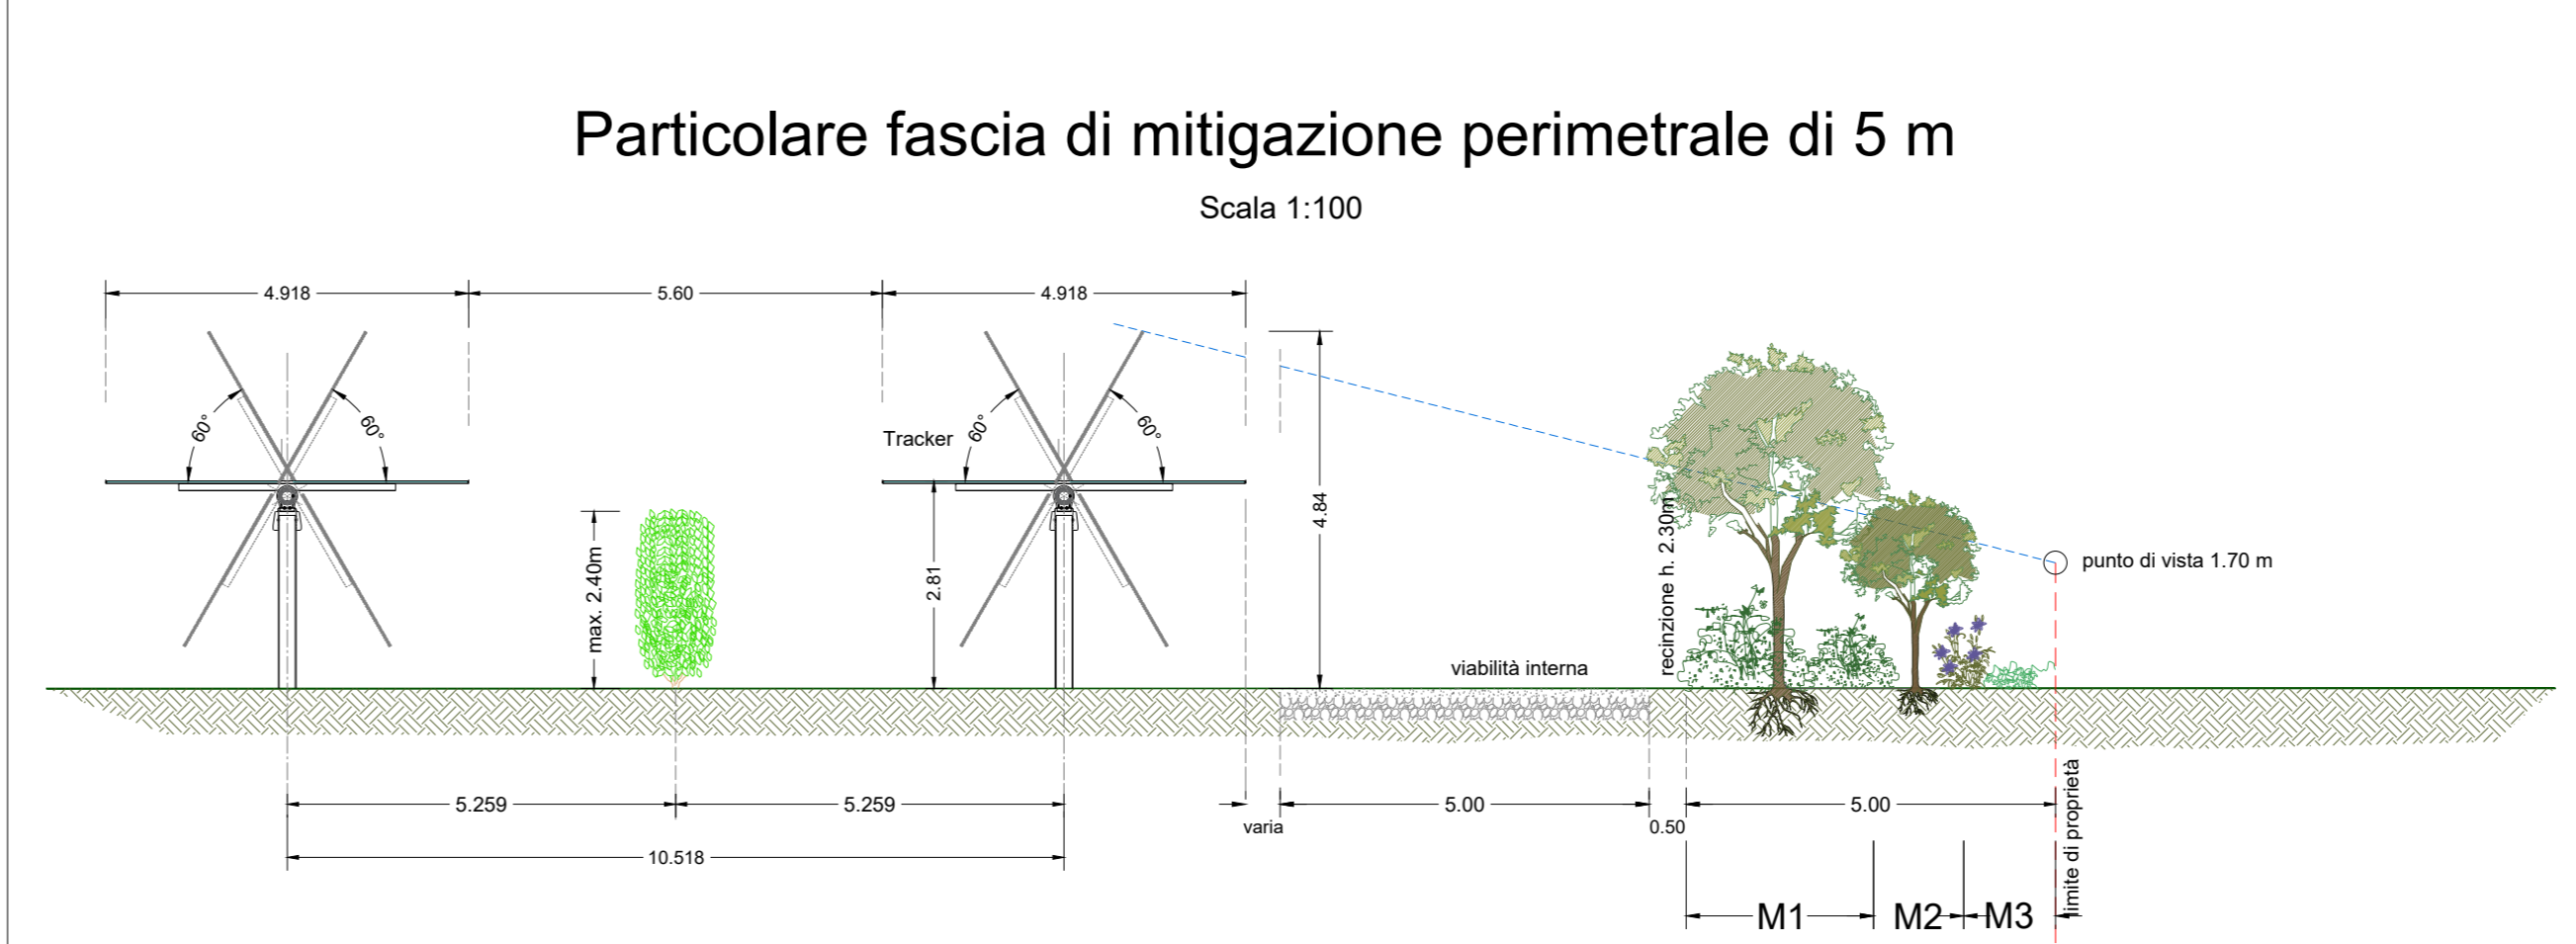 Particolare fascia di mitigazione perimetrale di 5 m
Scala 1:100
4.918
5.60
4.918
60°
60°
Tracker
60°
60°
max. 2.40m
2.81
4.84
viabilità interna
recinzione h. 2.30m
punto di vista 1.70 m
5.259
5.259
varia
5.00
0.50
5.00
10.518
limite di proprietà
M1
M2
M3